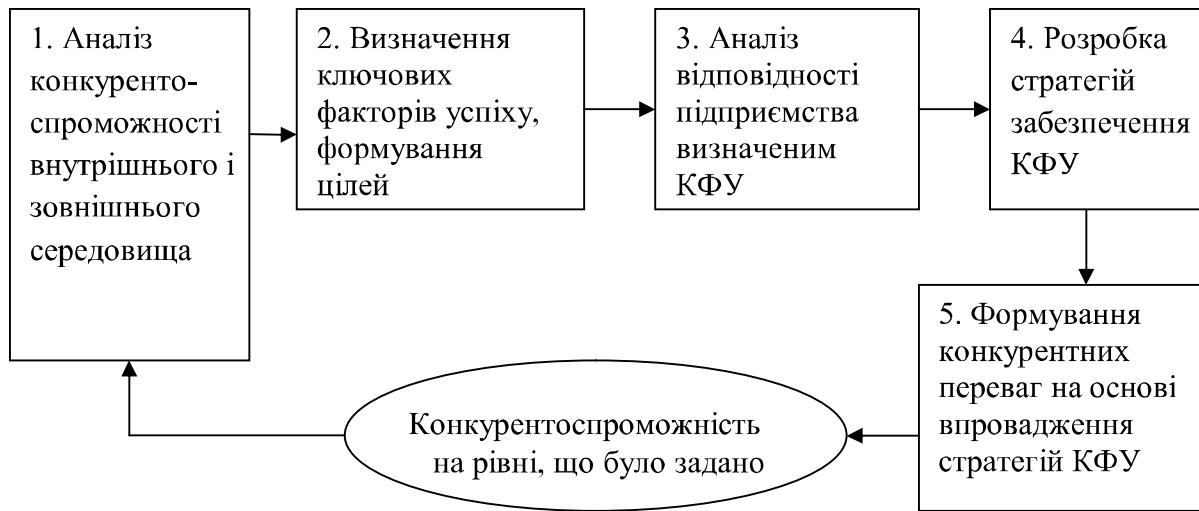 1. Аналіз
конкуренто-
спроможності
внутрішнього і
зовнішнього
середовища
2. Визначення
ключових
факторів успіху,
формування
цілей
3. Аналіз
відповідності
підприємства
визначеним
КФУ
4. Розробка
стратегій
забезпечення
КФУ
5. Формування
конкурентних
переваг на основі
впровадження
стратегій КФУ
Конкурентоспроможність
на рівні, що було задано